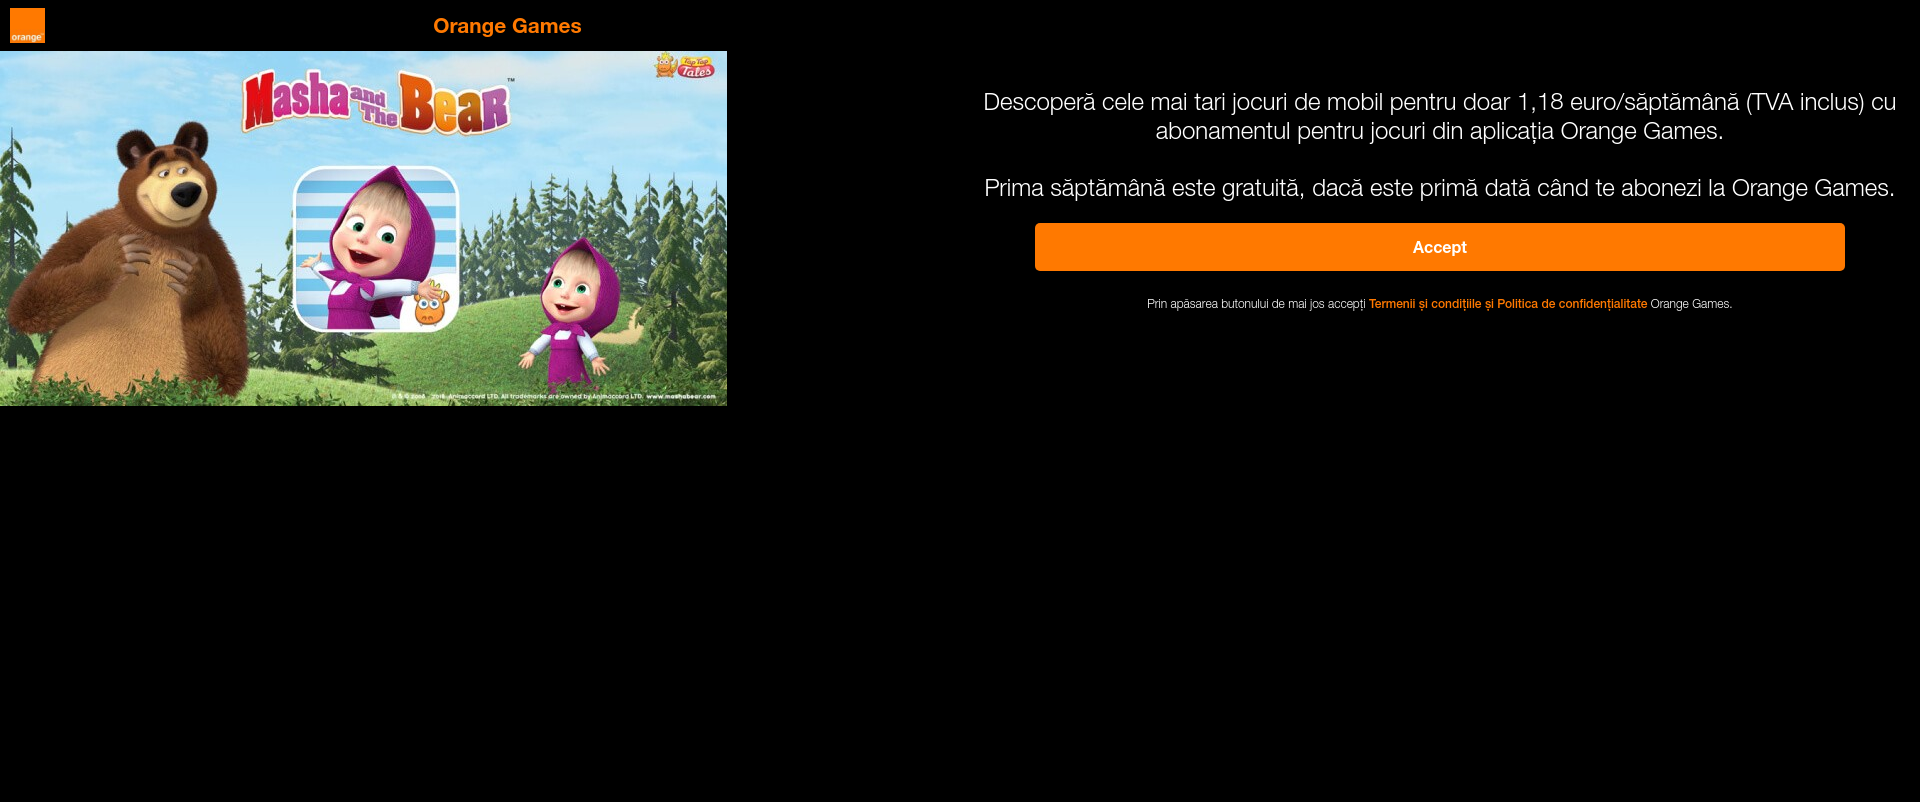 orange™
Orange Games
Tap Tap
Tales
Masha and The Bear™
© & ® 2008 - 2018 Animaccord LTD. All trademarks are owned by Animaccord LTD. www.mashabear.com
Descoperă cele mai tari jocuri de mobil pentru doar 1,18 euro/săptămână (TVA inclus) cu
abonamentul pentru jocuri din aplicația Orange Games.
Prima săptămână este gratuită, dacă este primă dată când te abonezi la Orange Games.
Accept
Prin apăsarea butonului de mai jos accepți Termenii și condițiile și Politica de confidențialitate Orange Games.